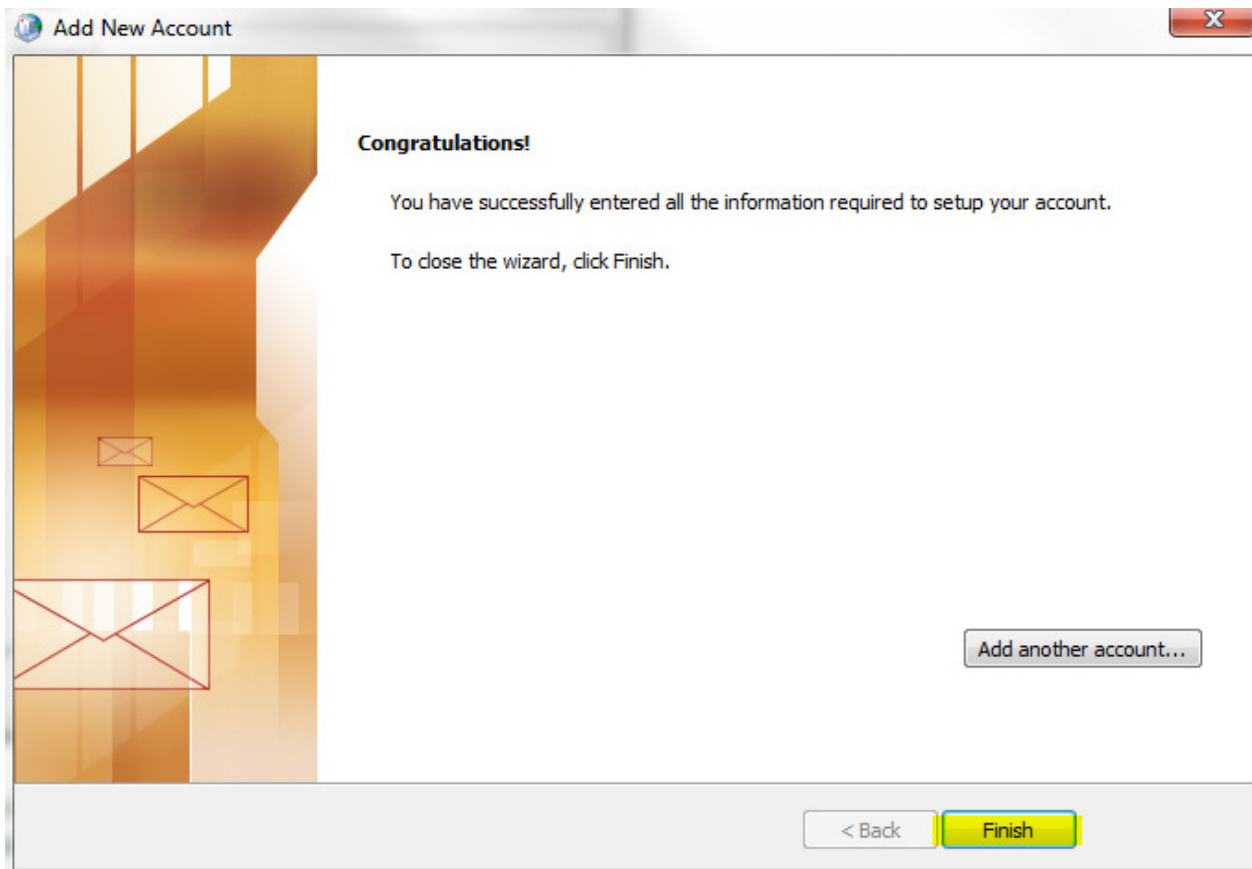 Add New Account
Congratulations!
You have successfully entered all the information required to setup your account.
To close the wizard, click Finish.
Add another account...
< Back
Finish